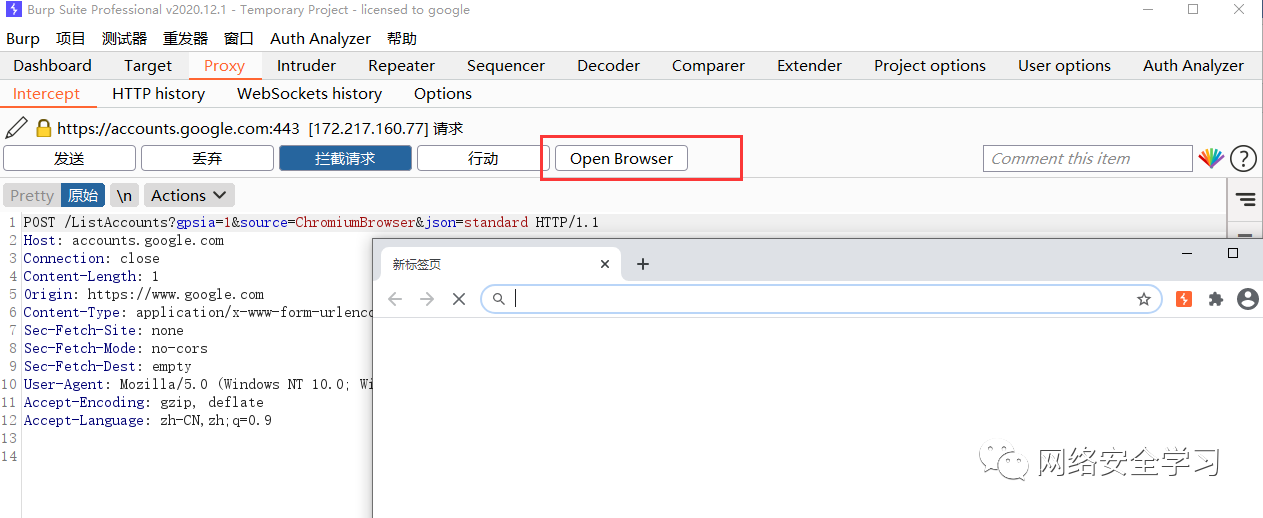 Burp Suite Professional v2020.12.1 - Temporary Project - licensed to google
Burp 项目 测试器 重发器 窗口 Auth Analyzer 帮助
Dashboard Target Proxy Intruder Repeater Sequencer Decoder Comparer Extender Project options User options Auth Analyzer
Intercept HTTP history WebSockets history Options
https://accounts.google.com:443 [172.217.160.77] 请求
发送 丢弃 拦截请求 行动 Open Browser Comment this item ?
Pretty 原始 \n Actions
1 POST /ListAccounts?gpsia=1&source=ChromiumBrowser&json=standard HTTP/1.1
2 Host: accounts.google.com
3 Connection: close
4 Content-Length: 1
5 Origin: https://www.google.com
6 Content-Type: application/x-www-form-urlenco
7 Sec-Fetch-Site: none
8 Sec-Fetch-Mode: no-cors
9 Sec-Fetch-Dest: empty
10 User-Agent: Mozilla/5.0 (Windows NT 10.0; Wi
11 Accept-Encoding: gzip, deflate
12 Accept-Language: zh-CN,zh;q=0.9
13
14
新标签页
网络安全学习